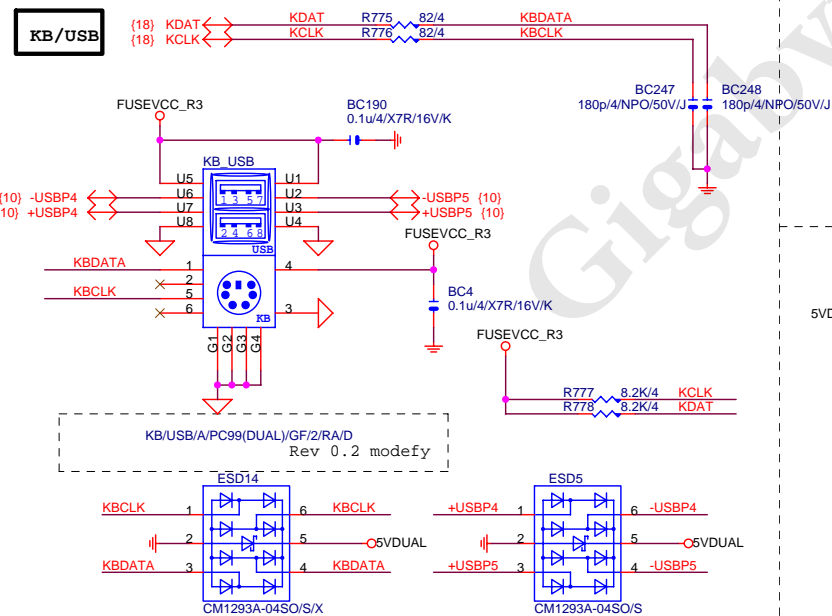 KB/USB
{18} KDAT KDAT R775 82/4 KBDATA
{18} KCLK KCLK R776 82/4 KBCLK
BC247 BC248
180p/4/NPO/50V/J 180p/4/NPO/50V/J
FUSEVCC_R3
BC190
0.1u/4/X7R/16V/K
KB_USB
U5 U1
{10} -USBP4 U6 U2 -USBP5 {10}
10} +USBP4 U7 U3 +USBP5 {10}
U8 U4
1 3 5 7
2 4 6 8
USB
FUSEVCC_R3
KBDATA 1 4
2
KBCLK 5
6 3
KB
BC4
0.1u/4/X7R/16V/K
G1 G2 G3 G4
FUSEVCC_R3
5VD
R777 8.2K/4 KCLK
R778 8.2K/4 KDAT
KB/USB/A/PC99(DUAL)/GF/2/RA/D
Rev 0.2 modefy
ESD14
KBCLK 1 6 KBCLK
2 5 5VDUAL
KBDATA 3 4 KBDATA
CM1293A-04SO/S/X
ESD5
+USBP4 1 6 -USBP4
2 5 5VDUAL
+USBP5 3 4 -USBP5
CM1293A-04SO/S
Gigaby